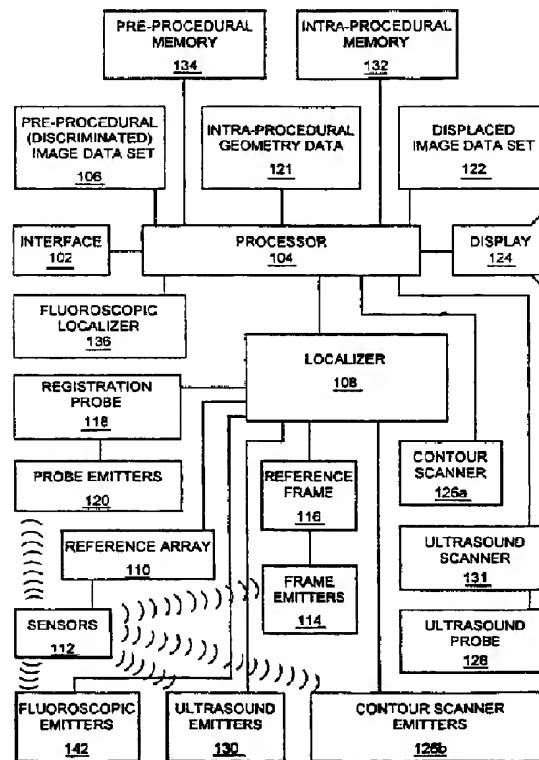 PRE-PROCEDURAL
MEMORY
134
INTRA-PROCEDURAL
MEMORY
132
PRE-PROCEDURAL
(DISCRIMINATED)
IMAGE DATA SET
106
INTRA-PROCEDURAL
GEOMETRY DATA
121
DISPLACED
IMAGE DATA SET
122
INTERFACE
102
PROCESSOR
104
DISPLAY
124
FLUOROSCOPIC
LOCALIZER
136
LOCALIZER
108
REGISTRATION
PROBE
118
CONTOUR
SCANNER
126a
PROBE EMITTERS
120
REFERENCE
FRAME
116
REFERENCE ARRAY
110
ULTRASOUND
SCANNER
131
FRAME
EMITTERS
114
SENSORS
112
ULTRASOUND
PROBE
128
FLUOROSCOPIC
EMITTERS
142
ULTRASOUND
EMITTERS
130
CONTOUR SCANNER
EMITTERS
126b